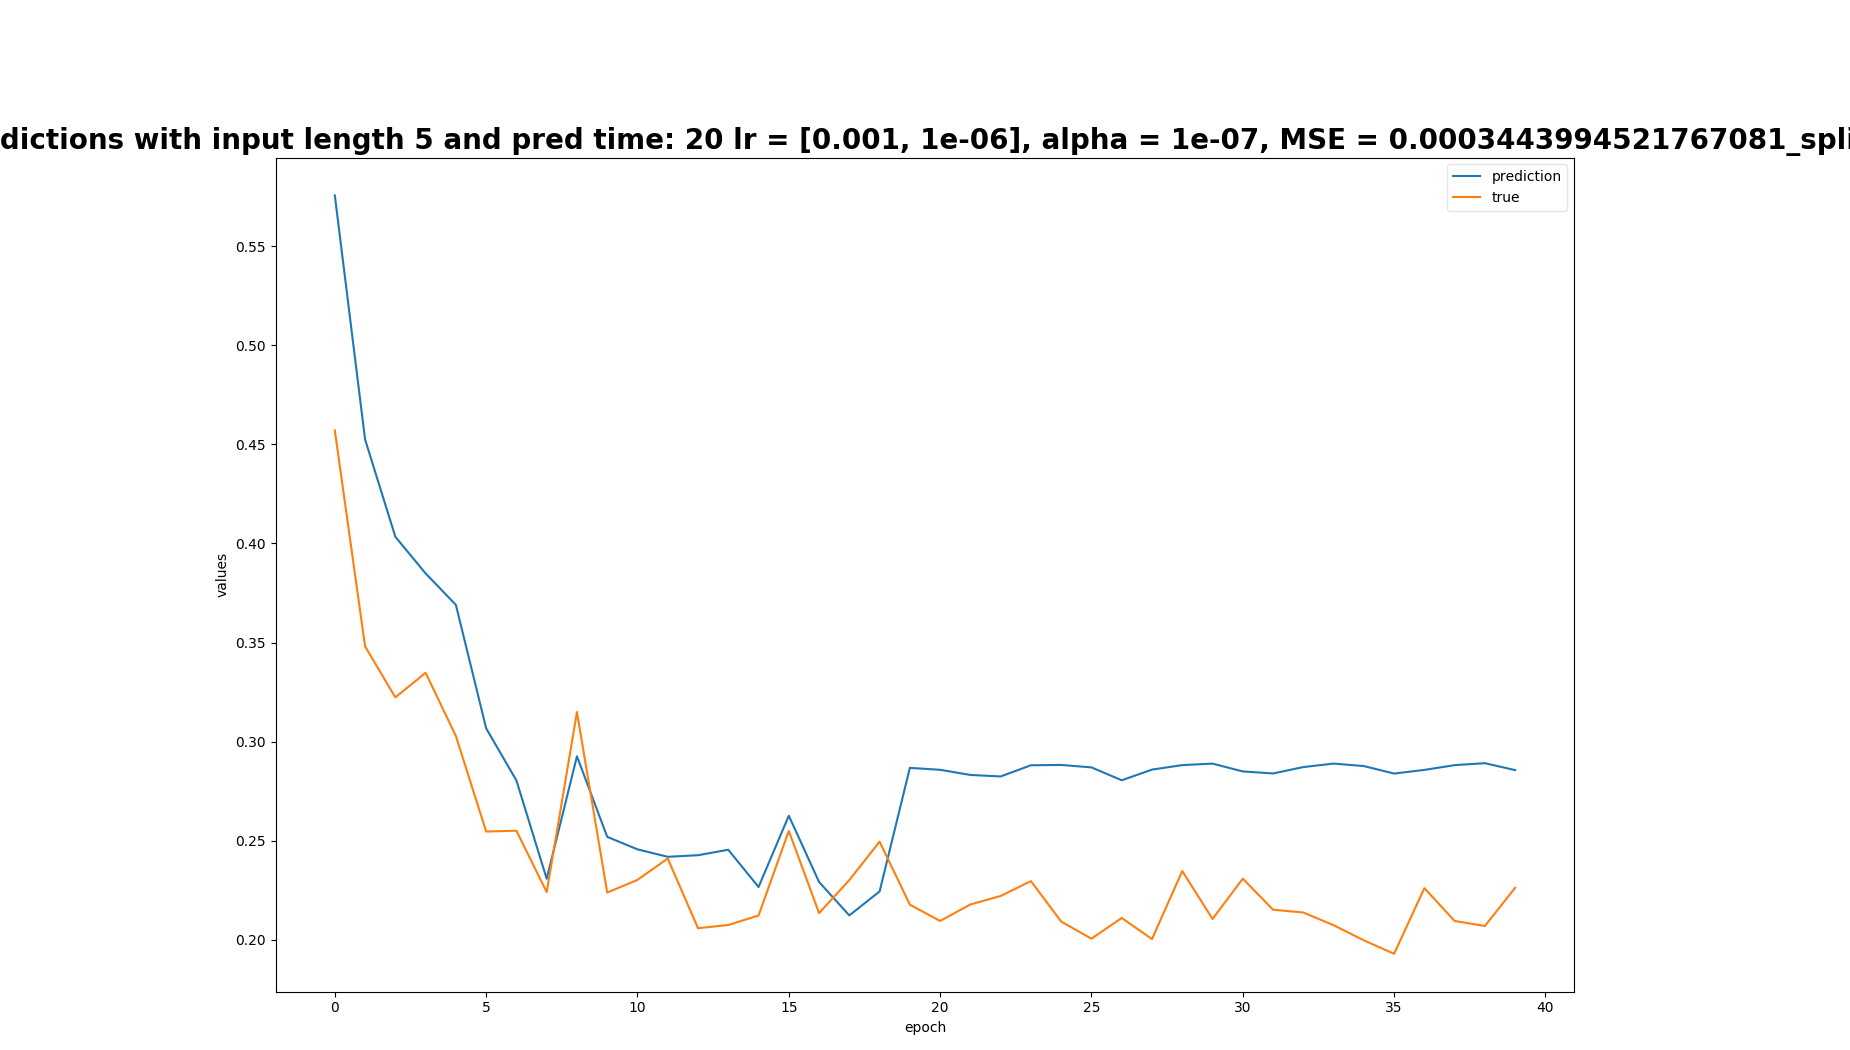 dictions with input length 5 and pred time: 20 lr = [0.001, 1e-06], alpha = 1e-07, MSE = 0.0003443994521767081_spli
prediction
true
0.55
0.50
0.45
0.40
0.35
0.30
0.25
0.20
values
0 5 10 15 20 25 30 35 40
epoch